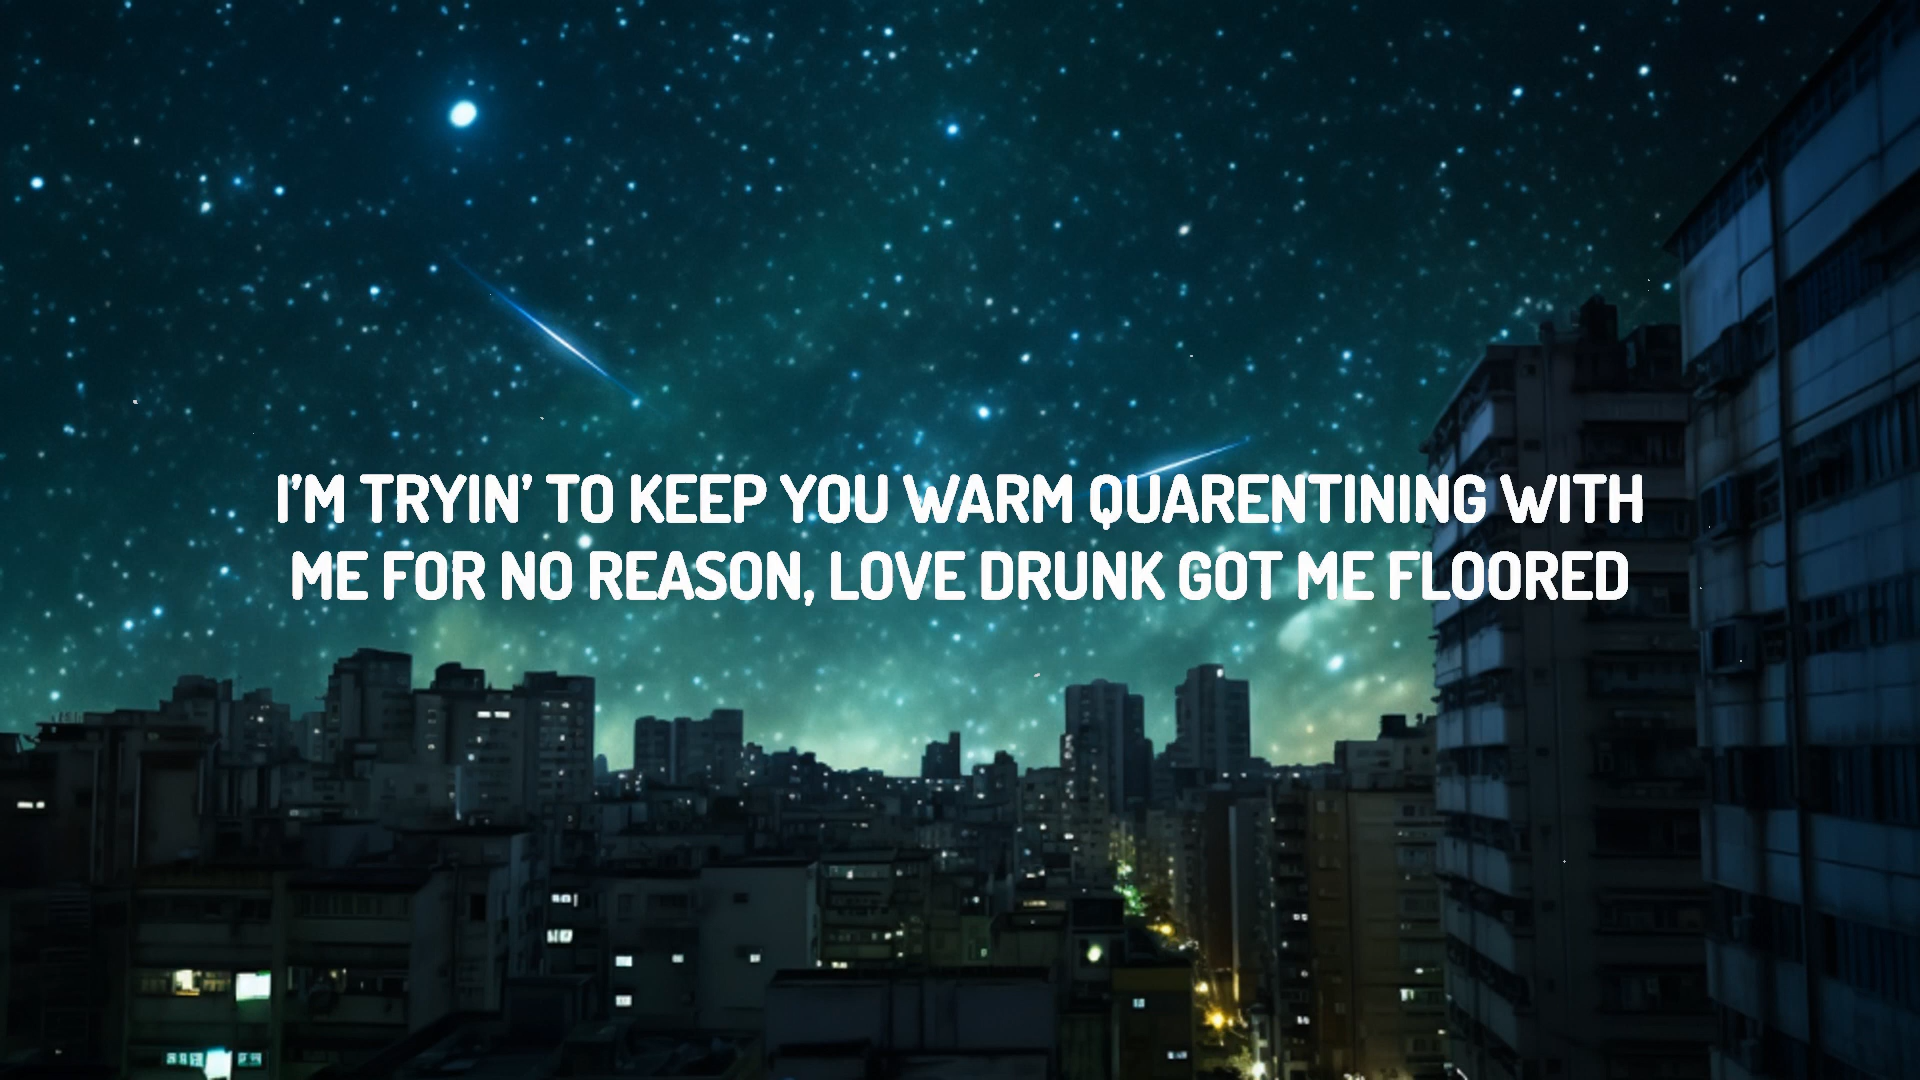 I'M TRYIN' TO KEEP YOU WARM QUARENTINING WITH
ME FOR NO REASON, LOVE DRUNK GOT ME FLOORED